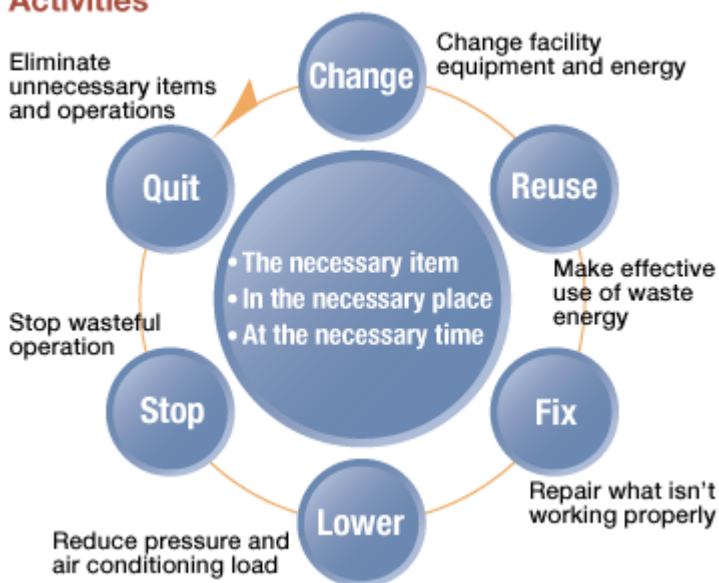 Activities
Change
Change facility
equipment and energy
Eliminate
unnecessary items
and operations
Quit
Reuse
• The necessary item
• In the necessary place
• At the necessary time
Make effective
use of waste
energy
Stop wasteful
operation
Stop
Fix
Repair what isn't
working properly
Lower
Reduce pressure and
air conditioning load